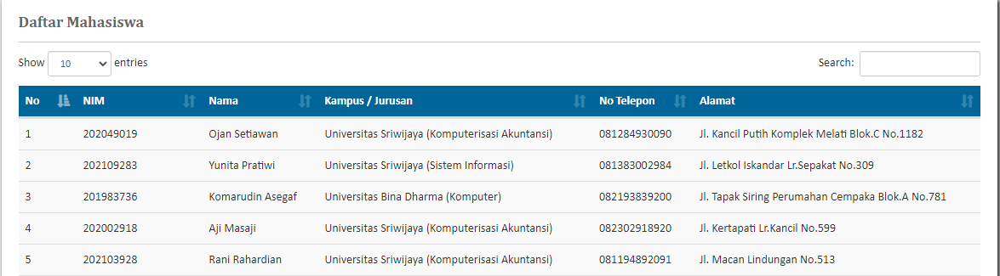 Daftar Mahasiswa
Show 10 entries Search:
No NIM Nama Kampus / Jurusan No Telepon Alamat
1 202049019 Ojan Setiawan Universitas Sriwijaya (Komputerisasi Akuntansi) 081284930090 Jl. Kancil Putih Komplek Melati Blok.C No.1182
2 202109283 Yunita Pratiwi Universitas Sriwijaya (Sistem Informasi) 081383002984 Jl. Letkol Iskandar Lr.Sepakat No.309
3 201983736 Komarudin Asegaf Universitas Bina Dharma (Komputer) 082193839200 Jl. Tapak Siring Perumahan Cempaka Blok.A No.781
4 202002918 Aji Masaji Universitas Sriwijaya (Komputerisasi Akuntansi) 082302918920 Jl. Kertapati Lr.Kancil No.599
5 202103928 Rani Rahardian Universitas Sriwijaya (Komputerisasi Akuntansi) 081194892091 Jl. Macan Lindungan No.513